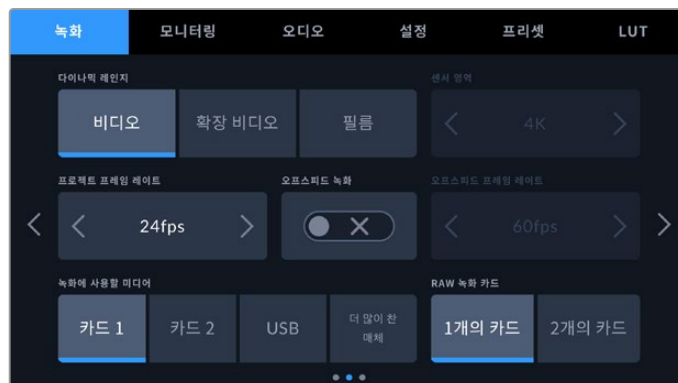 녹화 모니터링 오디오 설정 프리셋 LUT
다이나믹 레인지 센서 영역
비디오 확장 비디오 필름 4K
프로젝트 프레임 레이트 오프스피드 녹화 오프스피드 프레임 레이트
24fps 60fps
녹화에 사용할 미디어 RAW 녹화 카드
카드 1 카드 2 USB 더 많이 찬
매체 1개의 카드 2개의 카드